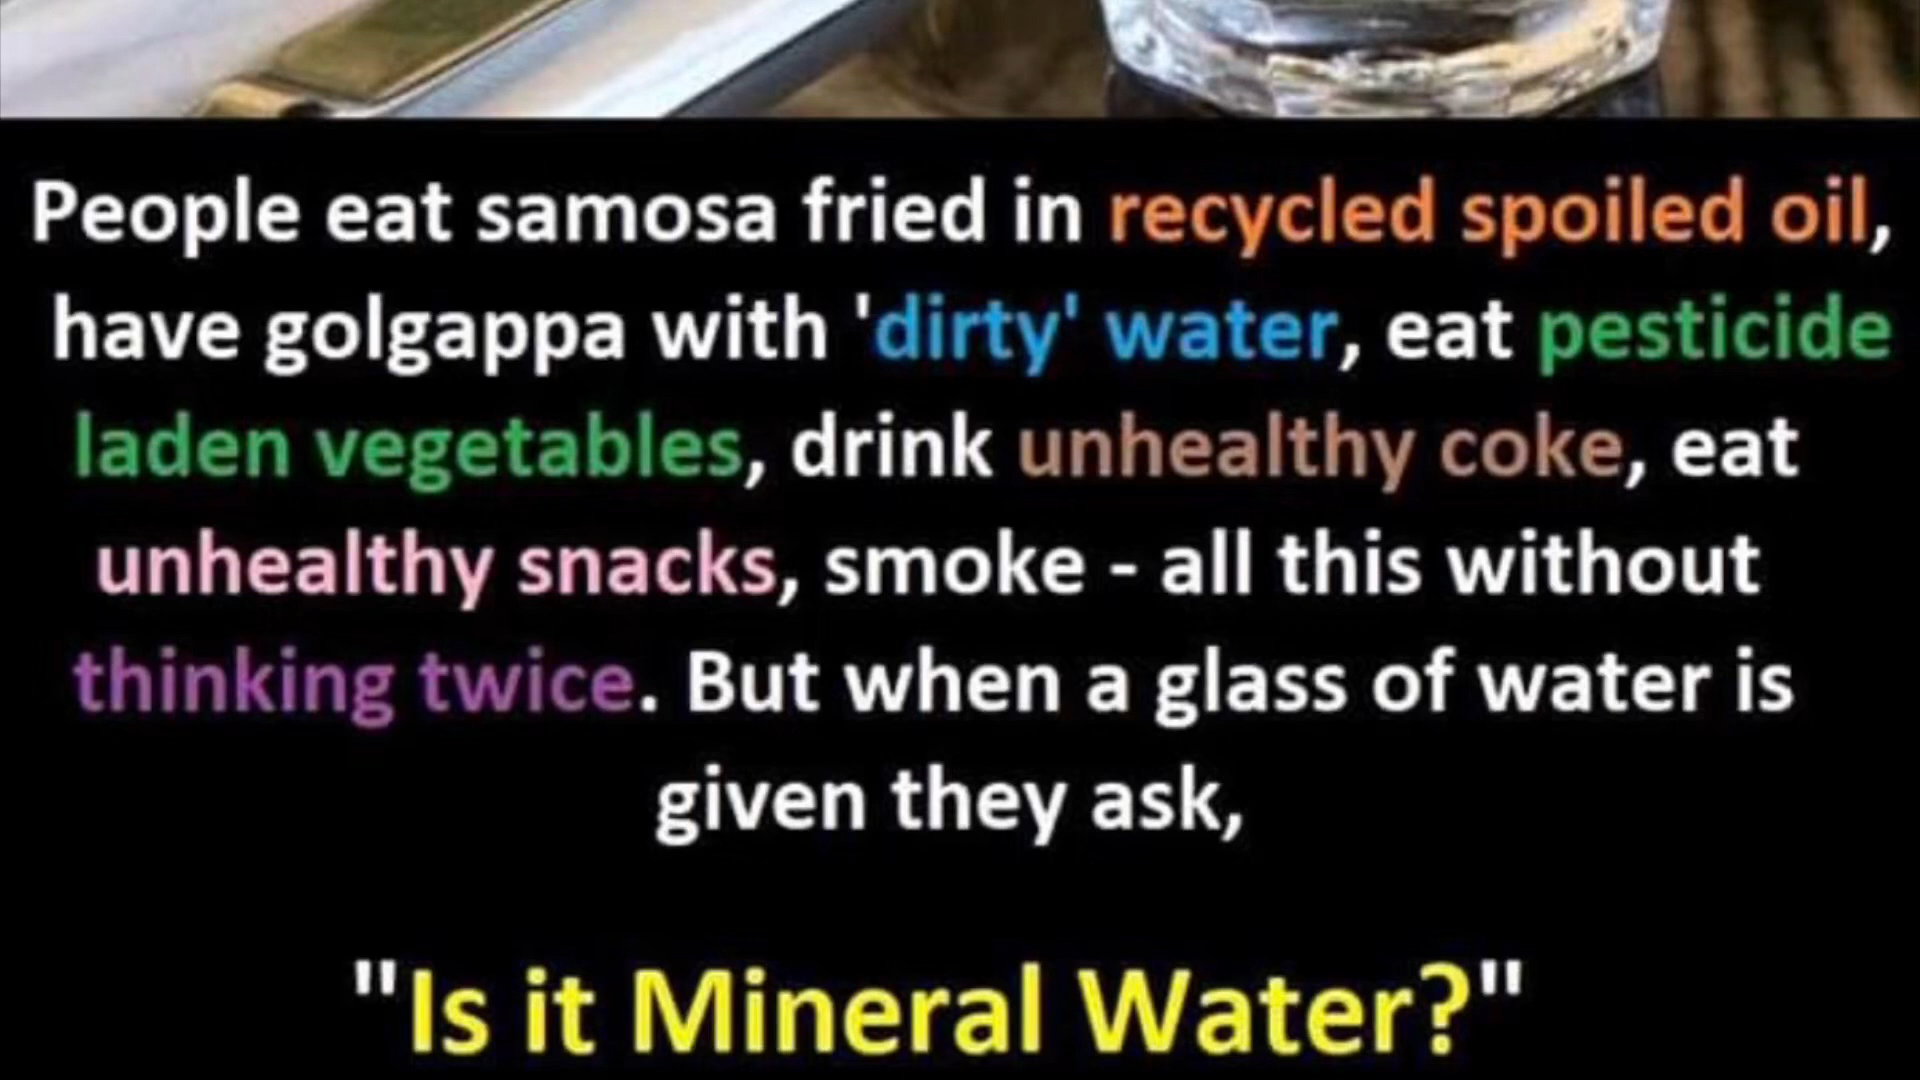 People eat samosa fried in recycled spoiled oil,
have golgappa with 'dirty' water, eat pesticide
laden vegetables, drink unhealthy coke, eat
unhealthy snacks, smoke - all this without
thinking twice. But when a glass of water is
given they ask,
"Is it Mineral Water?"